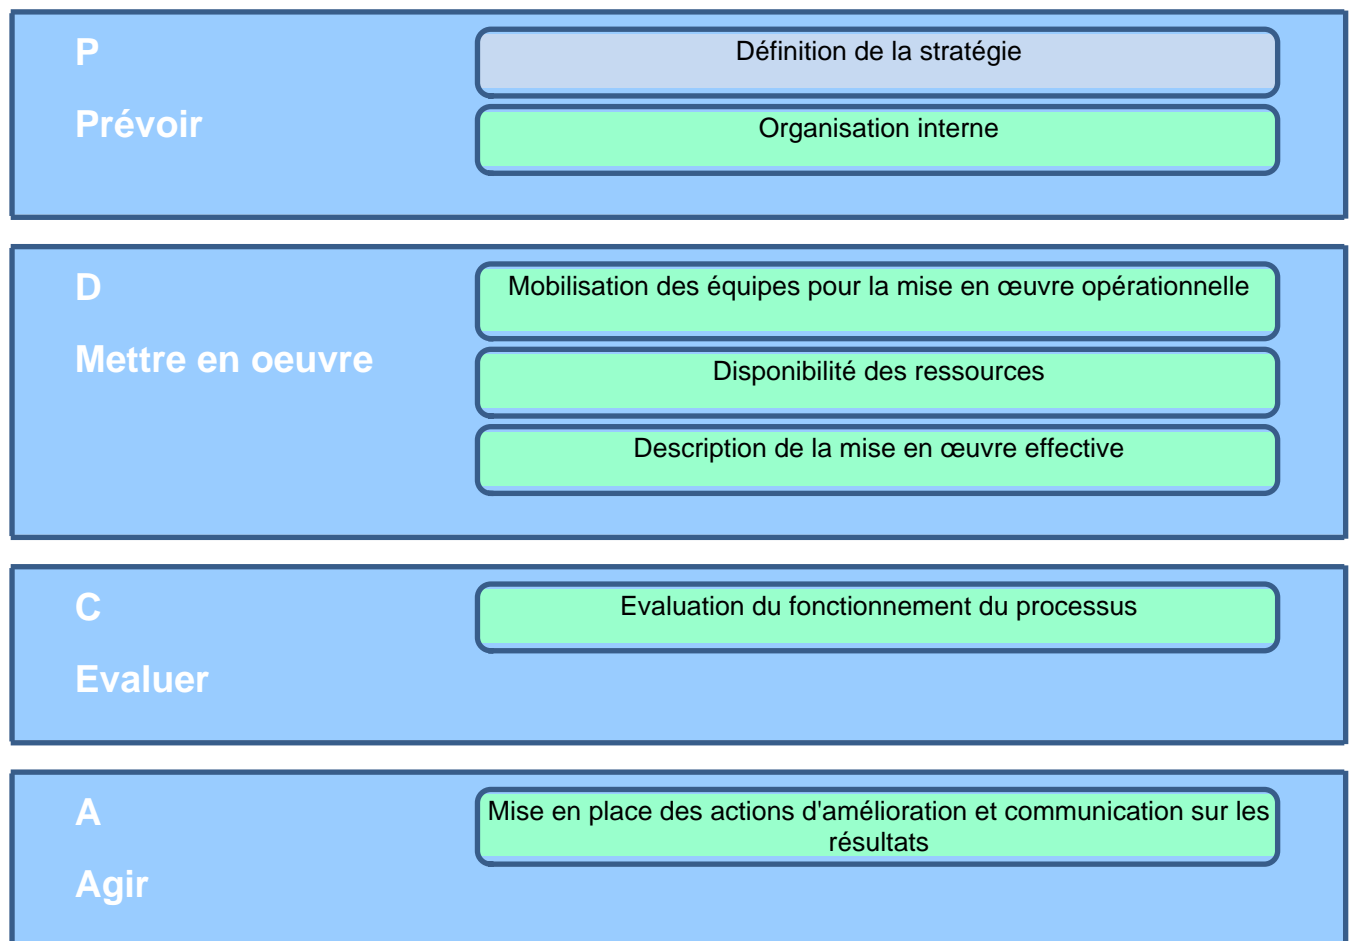 P
Définition de la stratégie
Prévoir
Organisation interne
D
Mobilisation des équipes pour la mise en œuvre opérationnelle
Mettre en oeuvre
Disponibilité des ressources
Description de la mise en œuvre effective
C
Evaluation du fonctionnement du processus
Evaluer
A
Mise en place des actions d'amélioration et communication sur les
résultats
Agir